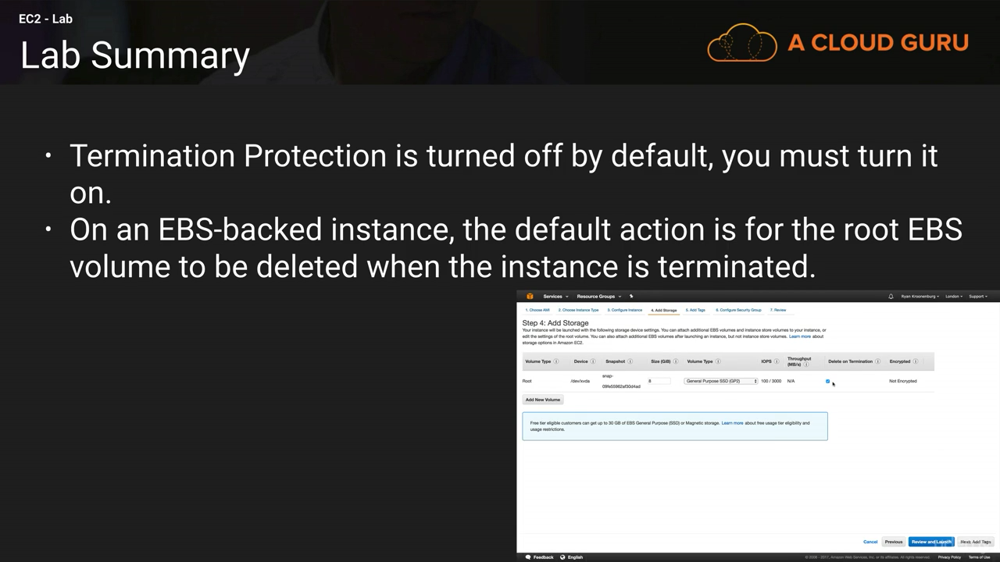 EC2 - Lab
Lab Summary
A CLOUD GURU
• Termination Protection is turned off by default, you must turn it
on.
• On an EBS-backed instance, the default action is for the root EBS
volume to be deleted when the instance is terminated.
Services Resource Groups Ryan Kroonenburg London Support
1. Choose AMI 2. Choose Instance Type 3. Configure Instance 4. Add Storage 5. Add Tags 6. Configure Security Group 7. Review
Step 4: Add Storage
Your instance will be launched with the following storage device settings. You can attach additional EBS volumes and instance store volumes to your instance, or
edit the settings of the root volume. You can also attach additional EBS volumes after launching an instance, but not instance store volumes. Learn more about
storage options in Amazon EC2.
Volume Type Device Snapshot Size (GiB) Volume Type IOPS Throughput (MB/s) Delete on Termination Encrypted
Root /dev/xvda snap-09fe55962af30d4ad 8 General Purpose SSD (GP2) 100 / 3000 N/A Not Encrypted
Add New Volume
Free tier eligible customers can get up to 30 GB of EBS General Purpose (SSD) or Magnetic storage. Learn more about free usage tier eligibility and
usage restrictions.
Cancel Previous Review and Launch Next: Add Tags
Feedback English © 2008 - 2017, Amazon Web Services, Inc. or its affiliates. All rights reserved. Privacy Policy Terms of Use